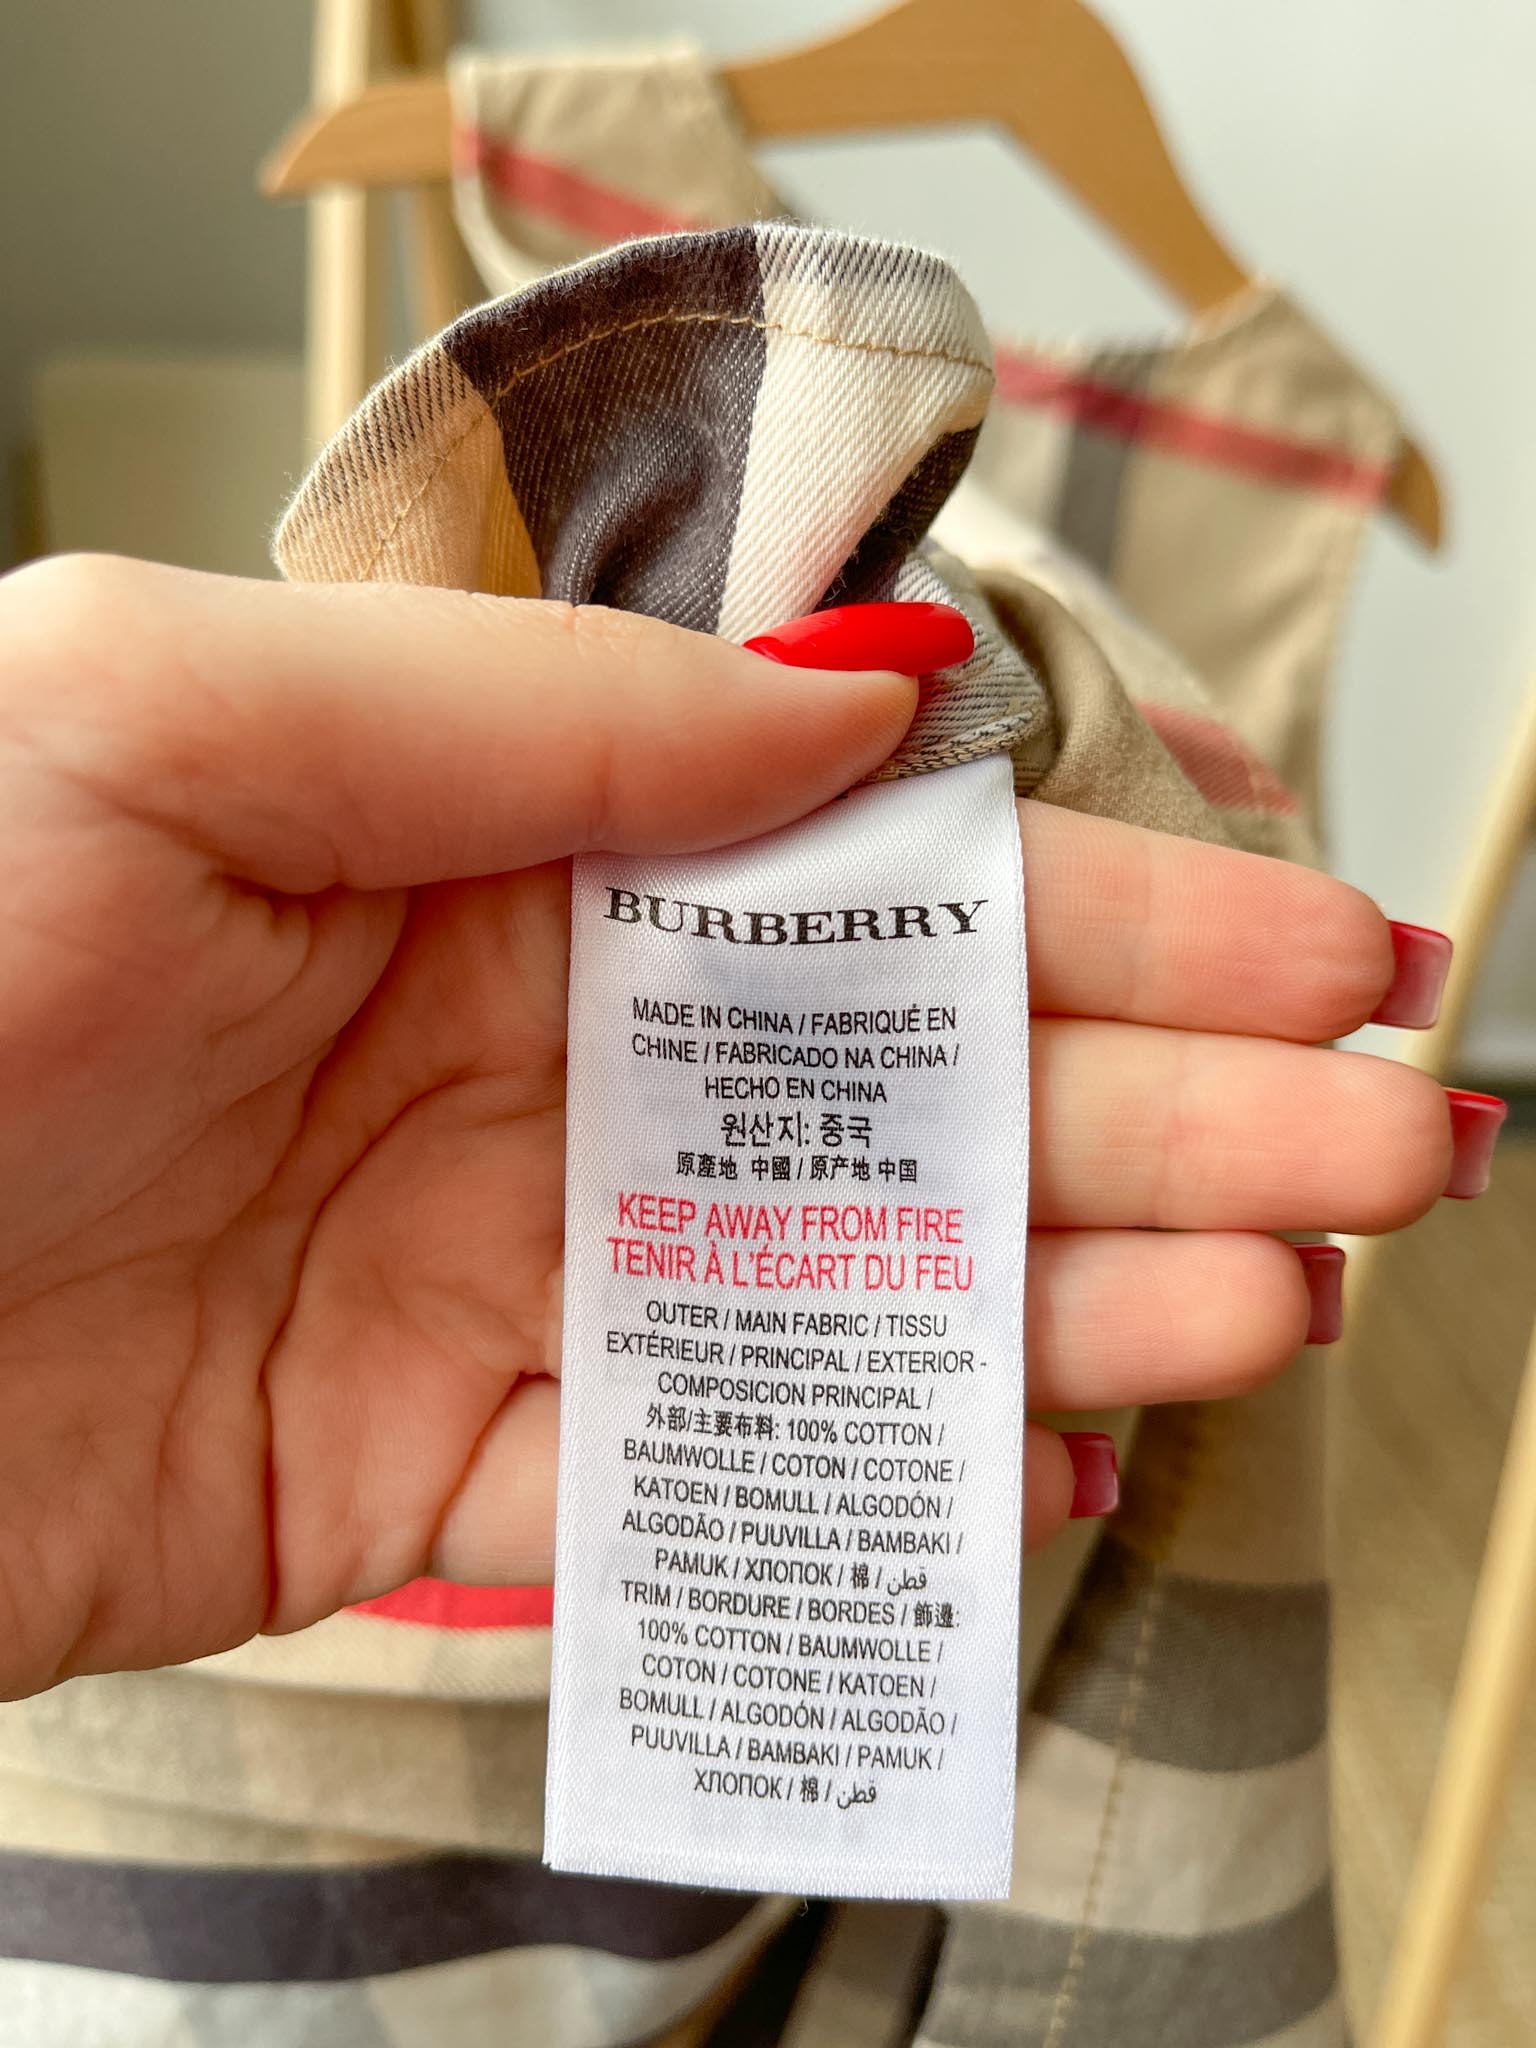 BURBERRY
MADE IN CHINA / FABRIQUÉ EN
CHINE / FABRICADO NA CHINA /
HECHO EN CHINA
원산지: 중국
原產地 中國 / 原产地 中国
KEEP AWAY FROM FIRE
TENIR À L'ÉCART DU FEU
OUTER / MAIN FABRIC / TISSU
EXTÉRIEUR / PRINCIPAL / EXTERIOR -
COMPOSICION PRINCIPAL /
外部/主要布料: 100% COTTON /
BAUMWOLLE / COTON / COTONE /
KATOEN / BOMULL / ALGODÓN /
ALGODÃO / PUUVILLA / BAMBAKI /
PAMUK / ХЛОПОК / 棉 / قطن
TRIM / BORDURE / BORDES / 飾邊:
100% COTTON / BAUMWOLLE /
COTON / COTONE / KATOEN /
BOMULL / ALGODÓN / ALGODÃO /
PUUVILLA / BAMBAKI / PAMUK /
ХЛОПОК / 棉 / قطن